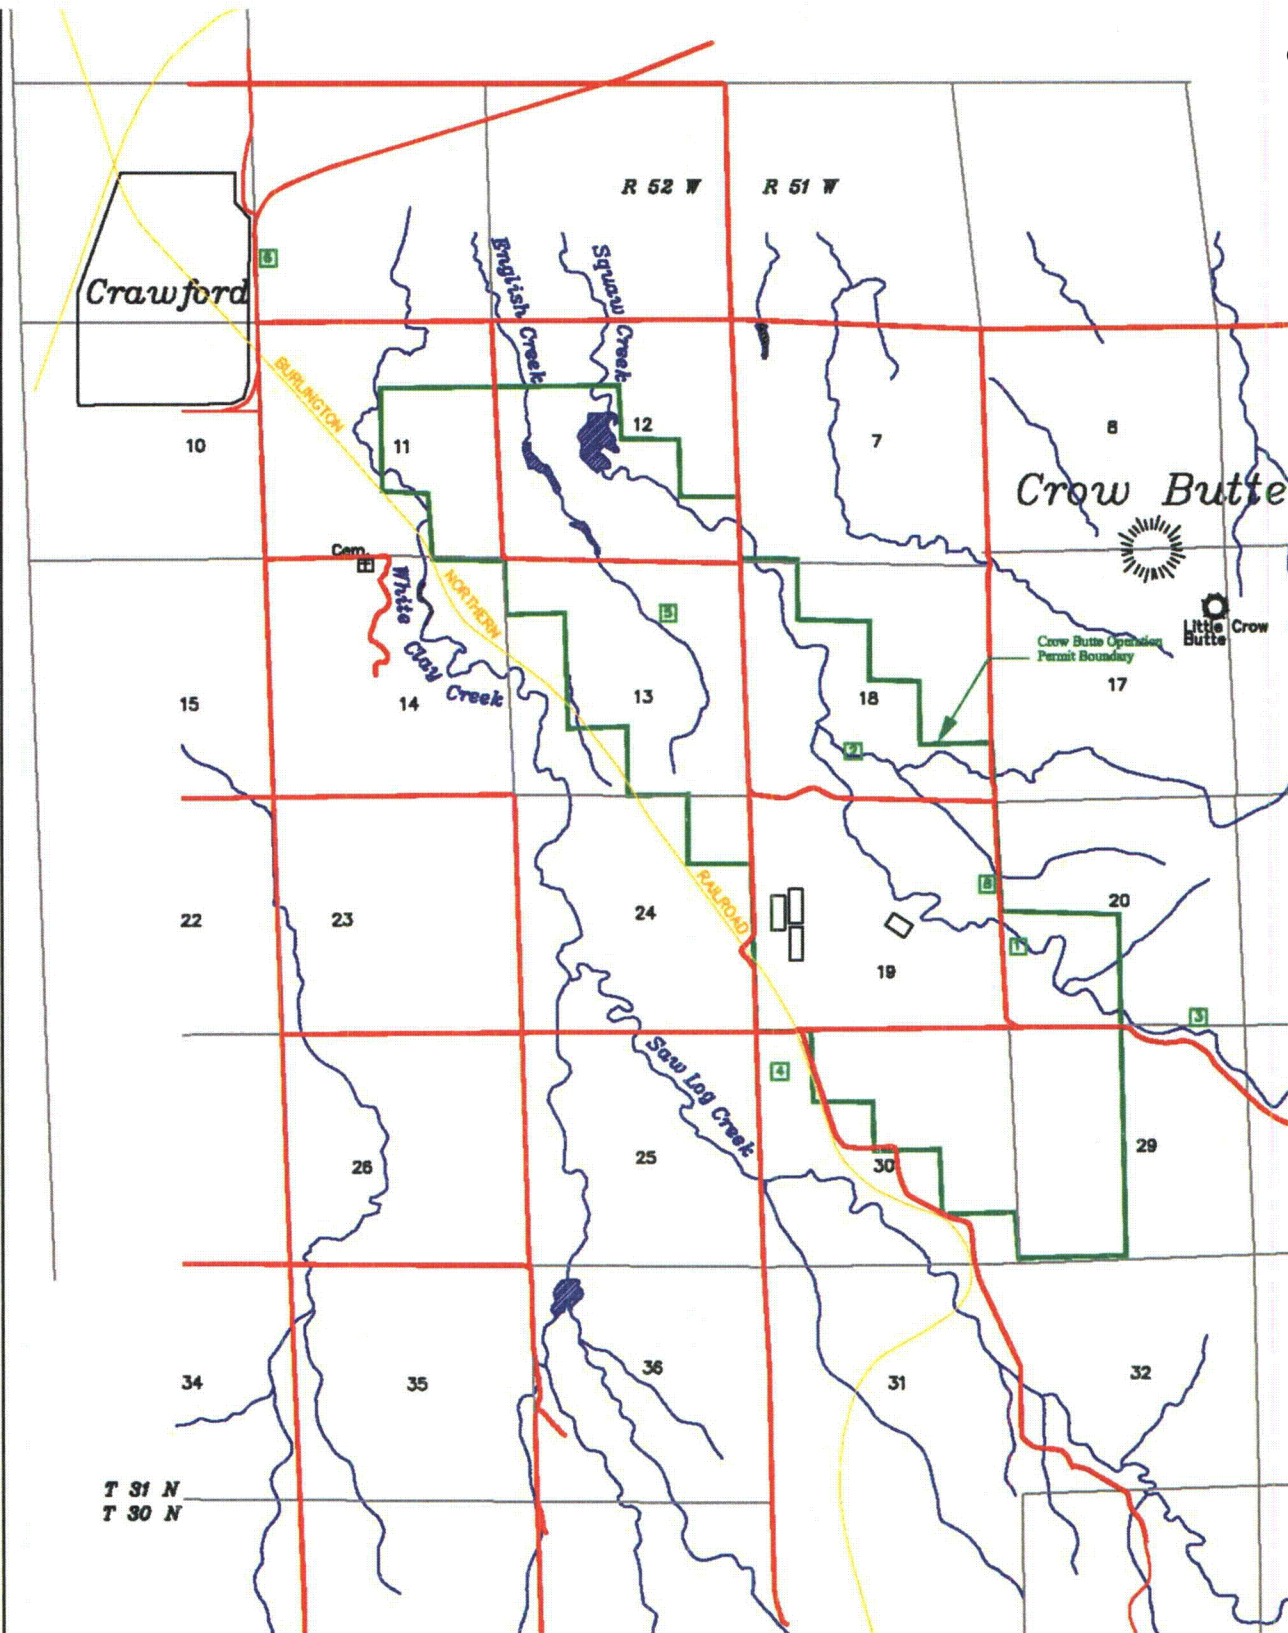 R 52 W
R 51 W
English Creek
Squaw Creek
6
Crawford
BURLINGTON
10
11
12
7
8
Crow Butte
Cem.
White
Clay
Creek
NORTHERN
5
Little Crow
Butte
Crow Butte Operation
Permit Boundary
15
14
13
18
17
2
22
23
24
RAILROAD
19
8
20
1
3
Saw Log Creek
4
26
25
30
29
34
35
36
31
32
T 31 N
T 30 N